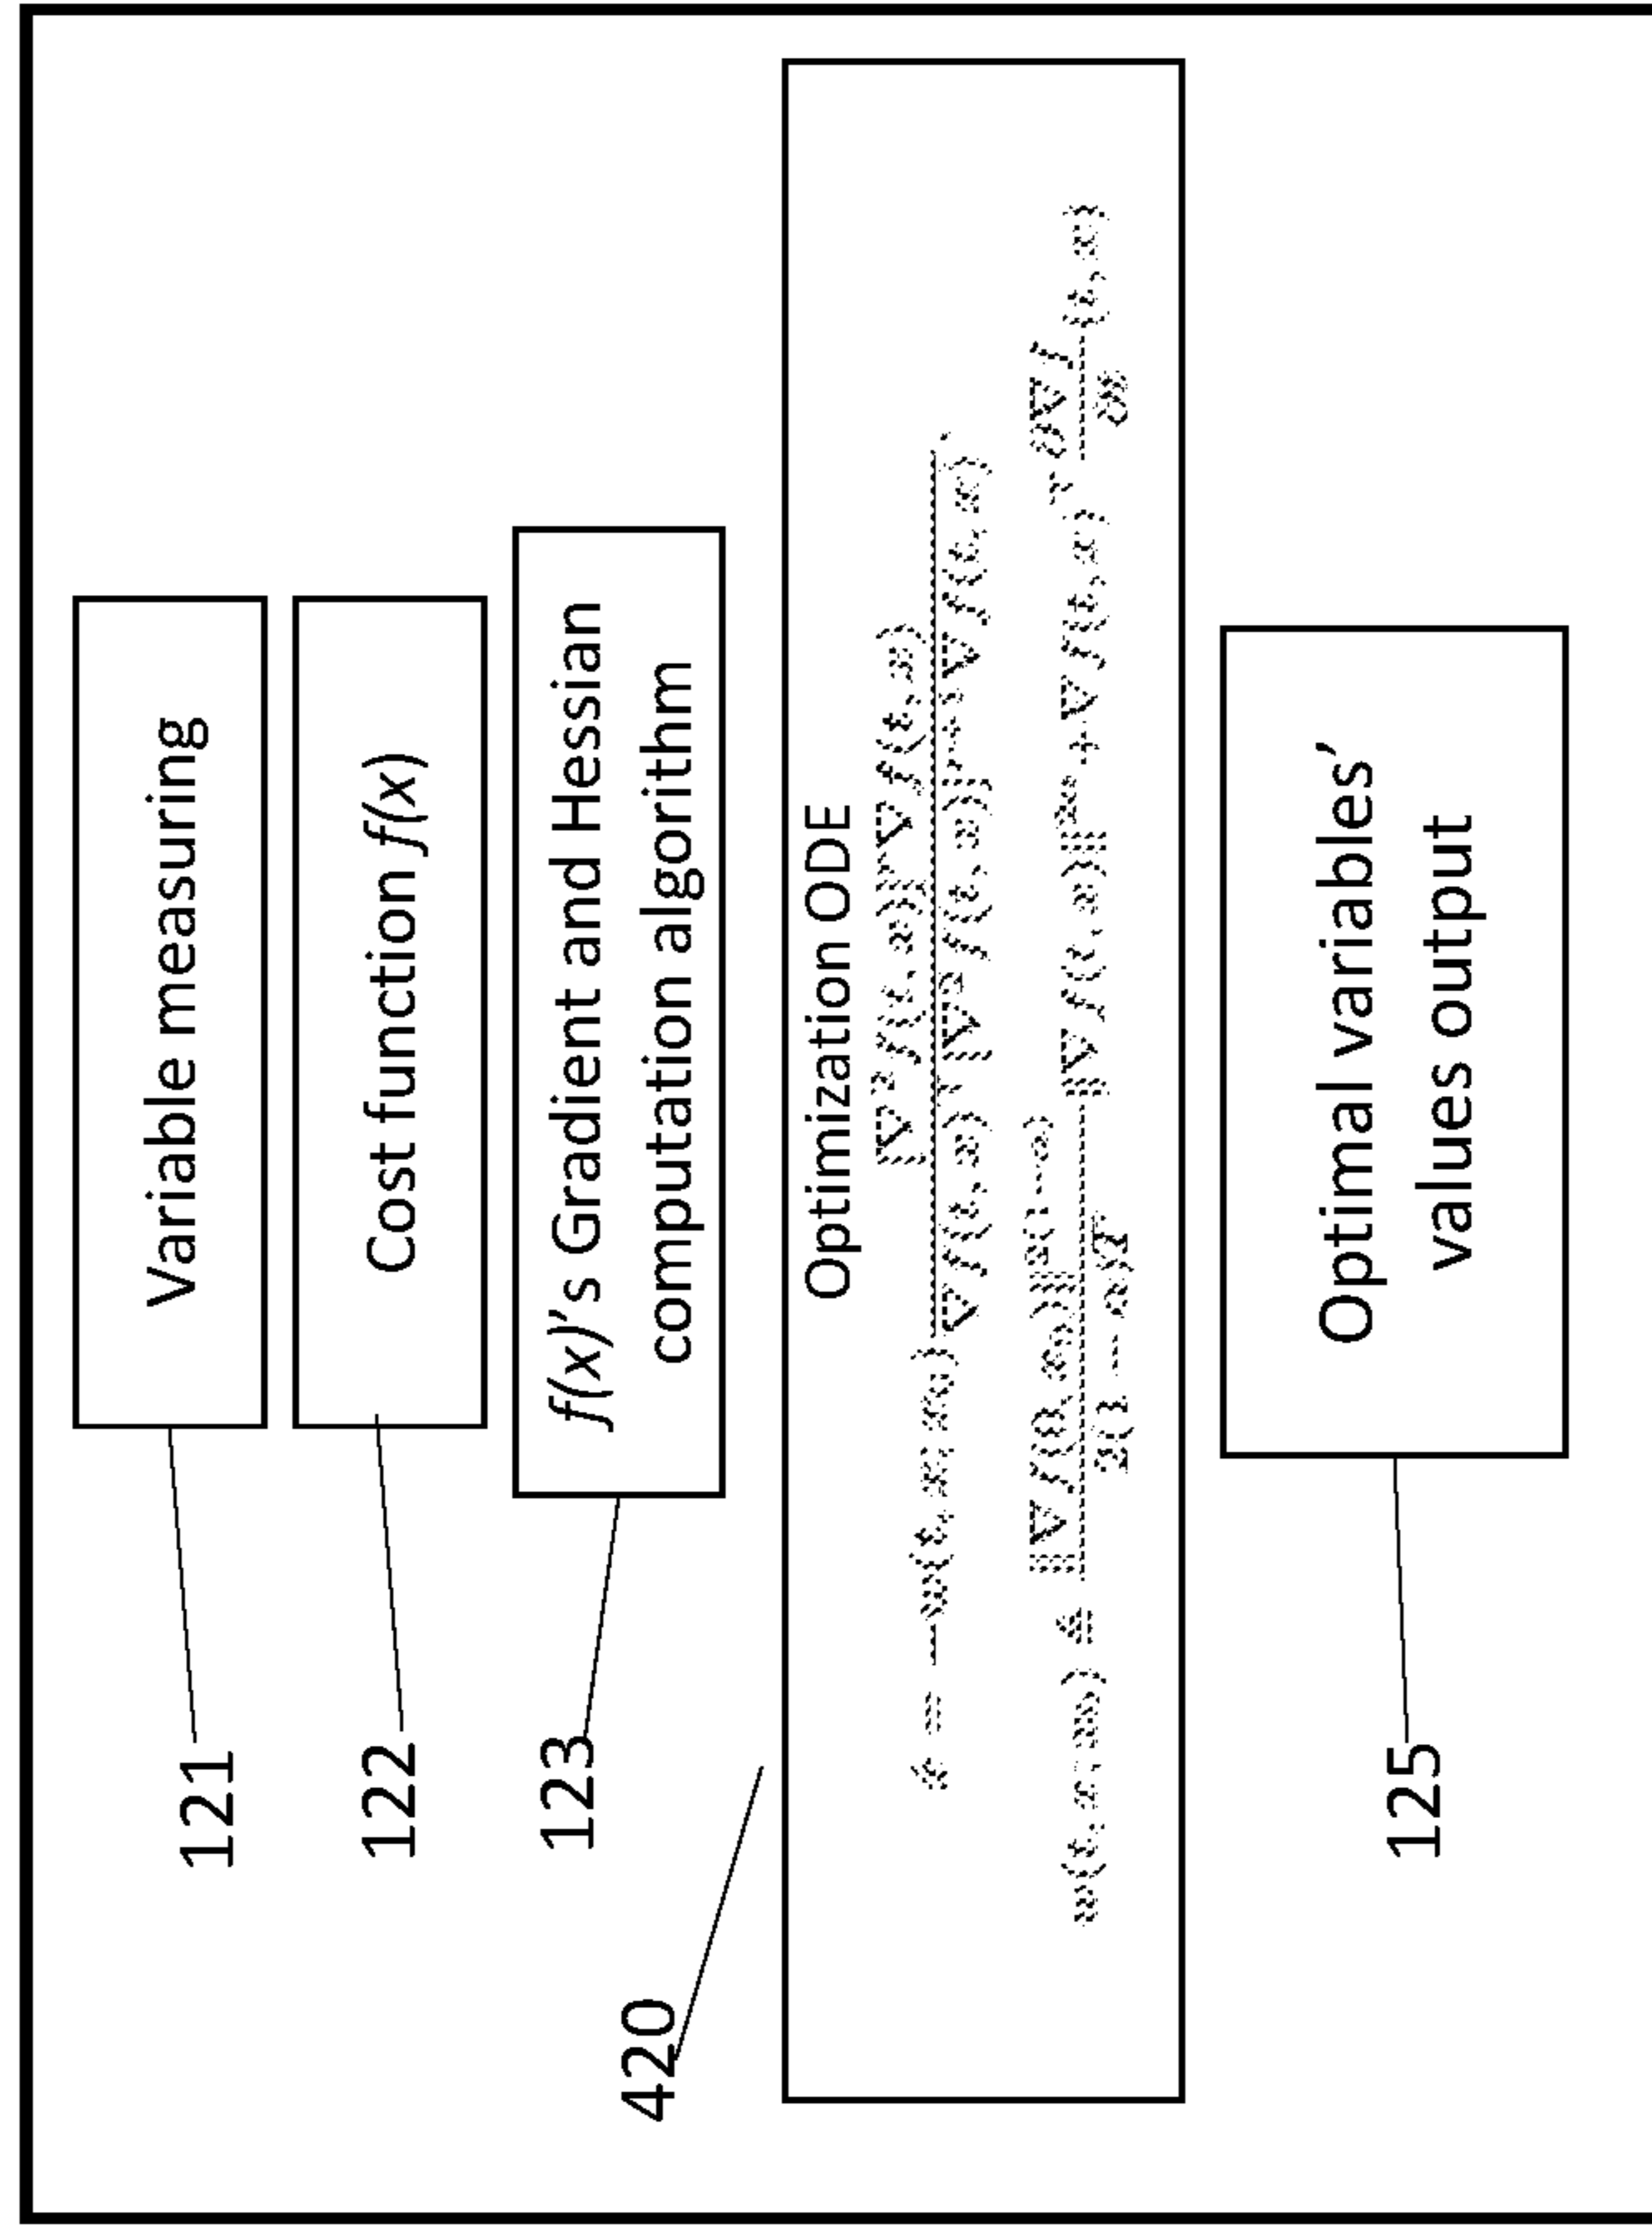 121
Variable measuring
122
Cost function f(x)
123
f(x)'s Gradient and Hessian
computation algorithm
420
Optimization ODE
125
Optimal variables'
values output